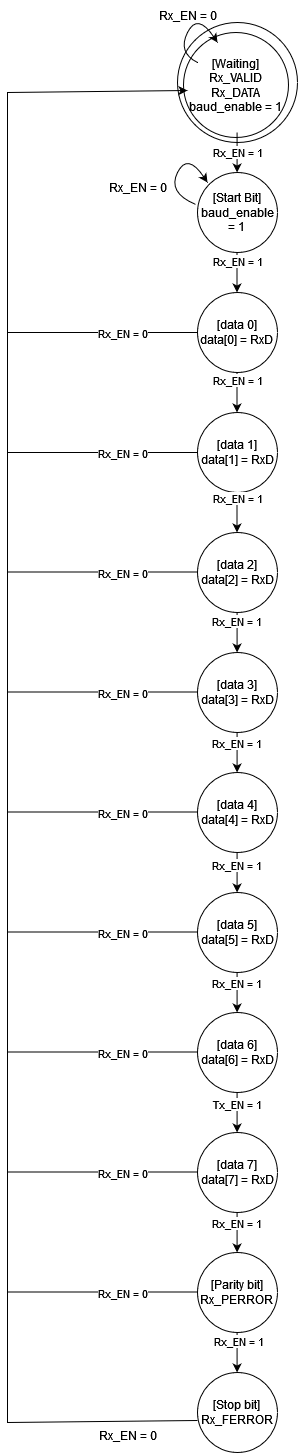 Rx_EN = 0
[Waiting]
Rx_VALID
Rx_DATA
baud_enable = 1
Rx_EN = 1
Rx_EN = 0
[Start Bit]
baud_enable
= 1
Rx_EN = 1
[data 0]
data[0] = RxD
Rx_EN = 0
Rx_EN = 1
[data 1]
data[1] = RxD
Rx_EN = 0
Rx_EN = 1
[data 2]
data[2] = RxD
Rx_EN = 0
Rx_EN = 1
[data 3]
data[3] = RxD
Rx_EN = 0
Rx_EN = 1
[data 4]
data[4] = RxD
Rx_EN = 0
Rx_EN = 1
[data 5]
data[5] = RxD
Rx_EN = 0
Rx_EN = 1
[data 6]
data[6] = RxD
Rx_EN = 0
Tx_EN = 1
[data 7]
data[7] = RxD
Rx_EN = 0
Rx_EN = 1
[Parity bit]
Rx_PERROR
Rx_EN = 0
Rx_EN = 1
[Stop bit]
Rx_FERROR
Rx_EN = 0